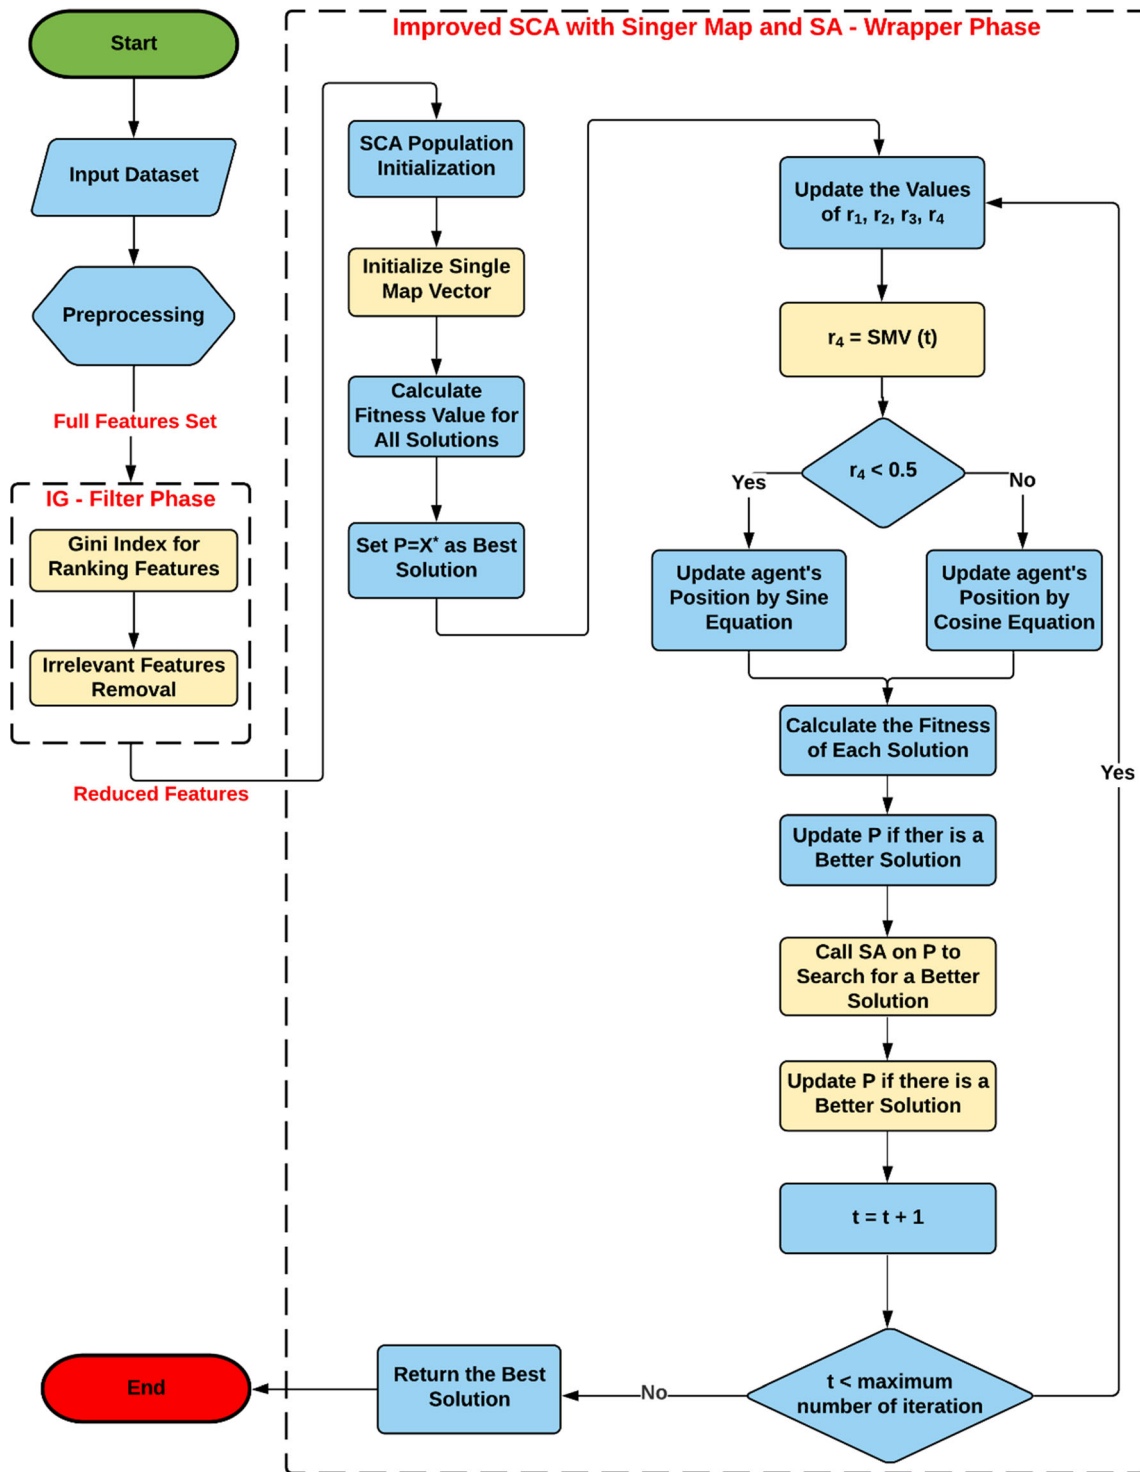 Start
Input Dataset
Preprocessing
Full Features Set
IG - Filter Phase
Gini Index for
Ranking Features
Irrelevant Features
Removal
Reduced Features
Improved SCA with Singer Map and SA - Wrapper Phase
SCA Population
Initialization
Initialize Single
Map Vector
Calculate
Fitness Value for
All Solutions
Set P=X* as Best
Solution
Update the Values
of r₁, r₂, r₃, r₄
r₄ = SMV (t)
r₄ < 0.5
Yes
No
Update agent's
Position by Sine
Equation
Update agent's
Position by
Cosine Equation
Calculate the Fitness
of Each Solution
Update P if ther is a
Better Solution
Call SA on P to
Search for a Better
Solution
Update P if there is a
Better Solution
t = t + 1
t < maximum
number of iteration
Yes
No
Return the Best
Solution
End